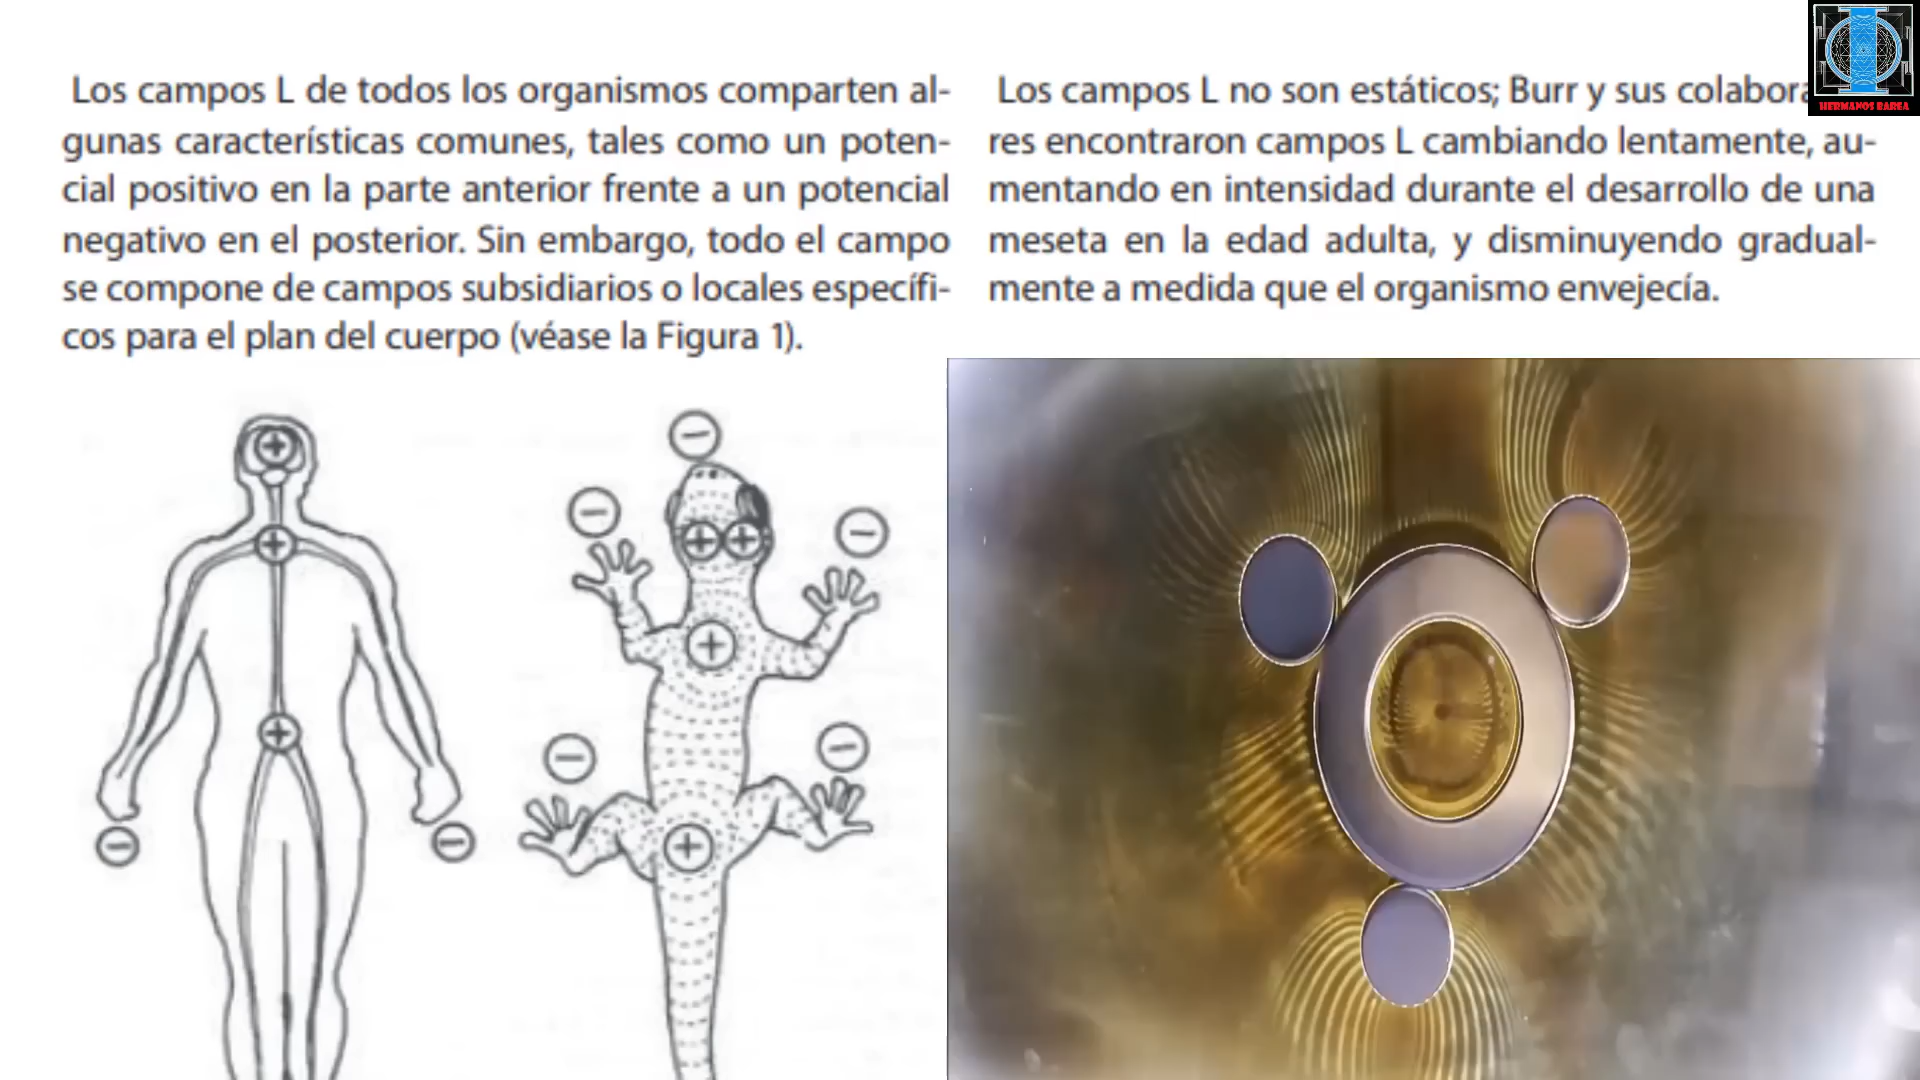 Los campos L de todos los organismos comparten al-
gunas características comunes, tales como un poten-
cial positivo en la parte anterior frente a un potencial
negativo en el posterior. Sin embargo, todo el campo
se compone de campos subsidiarios o locales específi-
cos para el plan del cuerpo (véase la Figura 1).
Los campos L no son estáticos; Burr y sus
res encontraron campos L cambiando lentamente, au-
mentando en intensidad durante el desarrollo de una
meseta en la edad adulta, y disminuyendo gradual-
mente a medida que el organismo envejecía.
HERMANOS BAREA